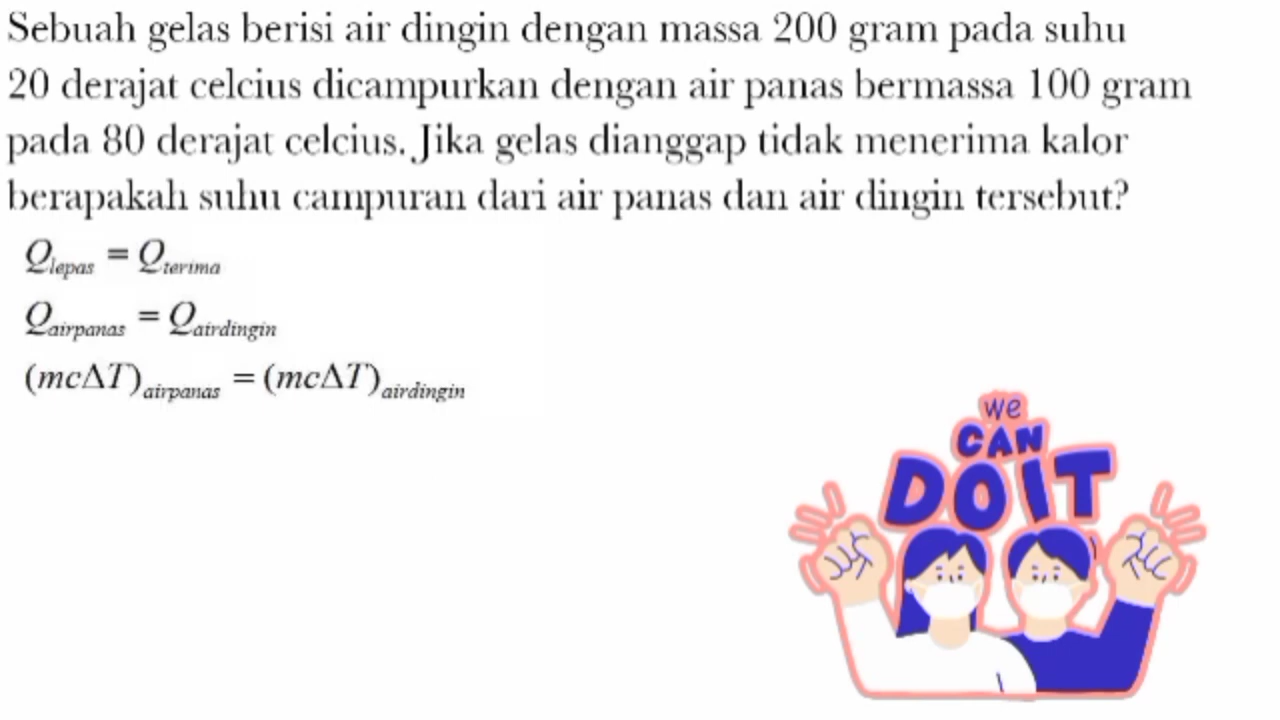 Sebuah gelas berisi air dingin dengan massa 200 gram pada suhu
20 derajat celcius dicampurkan dengan air panas bermassa 100 gram
pada 80 derajat celcius. Jika gelas dianggap tidak menerima kalor
berapakah suhu campuran dari air panas dan air dingin tersebut?
Q_lepas = Q_terima
Q_airpanas = Q_airdingin
(mcΔT)_airpanas = (mcΔT)_airdingin
we
CAN
DO IT